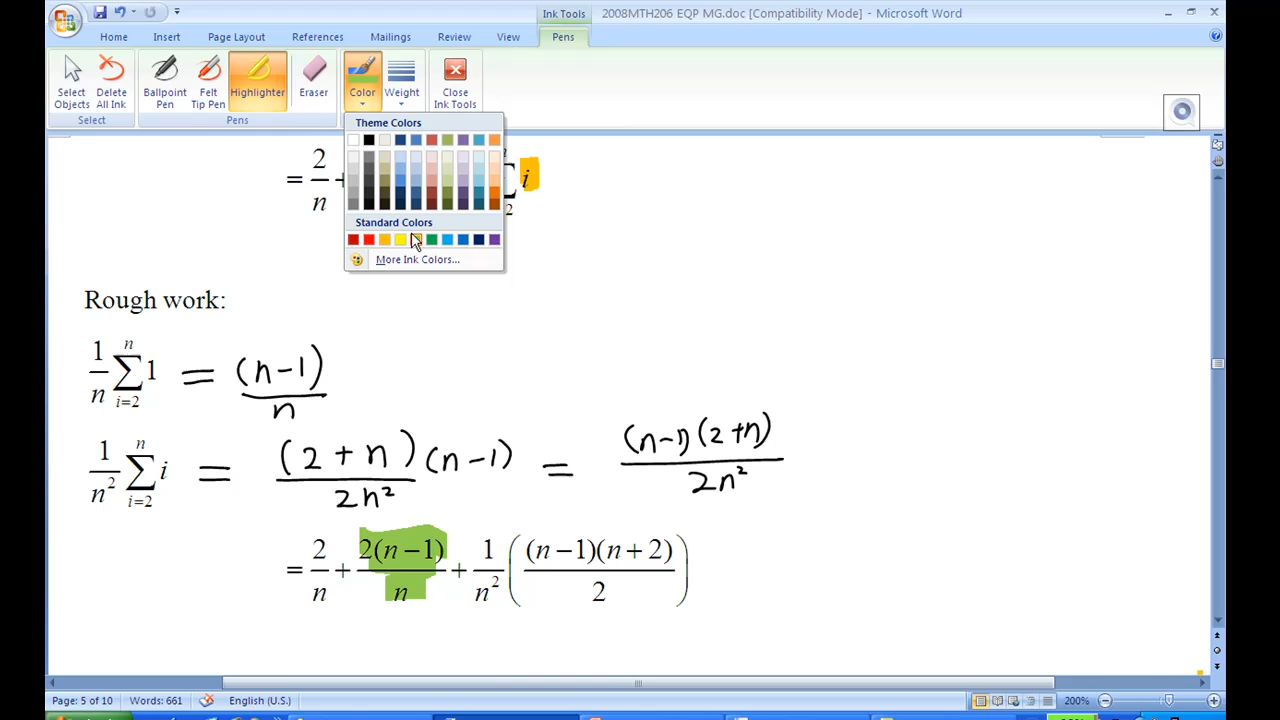 Ink Tools
2008MTH206 EQP MG.doc [Compatibility Mode] - Microsoft Word
Home Insert Page Layout References Mailings Review View Pens
Select Objects
Delete All Ink
Ballpoint Pen
Felt Tip Pen
Highlighter
Eraser
Color
Weight
Close Ink Tools
Select
Pens
Theme Colors
Standard Colors
More Ink Colors...
= 2/n + i
Rough work:
1/n ∑_{i=2}^{n} 1 = (n-1)/n
1/n² ∑_{i=2}^{n} i = (2+n)(n-1)/2n² = (n-1)(2+n)/2n²
= 2/n + 2(n-1)/n + 1/n² ((n-1)(n+2)/2)
Page: 5 of 10 Words: 661 English (U.S.) 200%